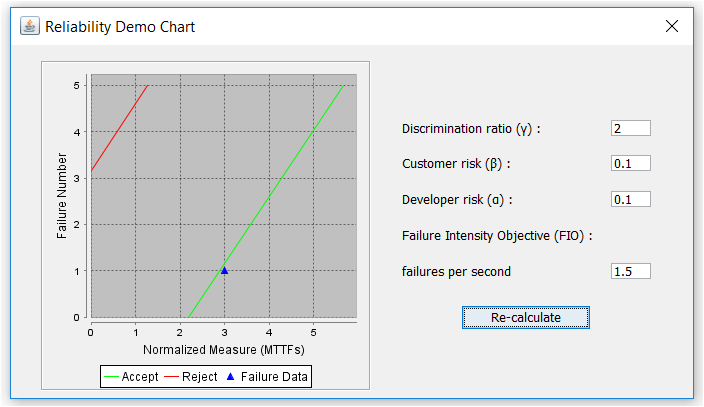 Reliability Demo Chart
5
4
3
2
1
0
Failure Number
0 1 2 3 4 5
Normalized Measure (MTTFs)
Accept Reject Failure Data
Discrimination ratio (γ) : 2
Customer risk (β) : 0.1
Developer risk (α) : 0.1
Failure Intensity Objective (FIO) :
failures per second 1.5
Re-calculate